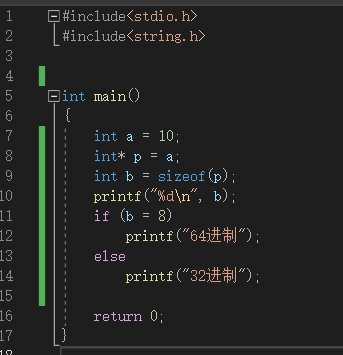 1 #include<stdio.h>
2 #include<string.h>
3
4
5 int main()
6 {
7 int a = 10;
8 int* p = a;
9 int b = sizeof(p);
10 printf("%d\n", b);
11 if (b = 8)
12 printf("64进制");
13 else
14 printf("32进制");
15
16 return 0;
17 }